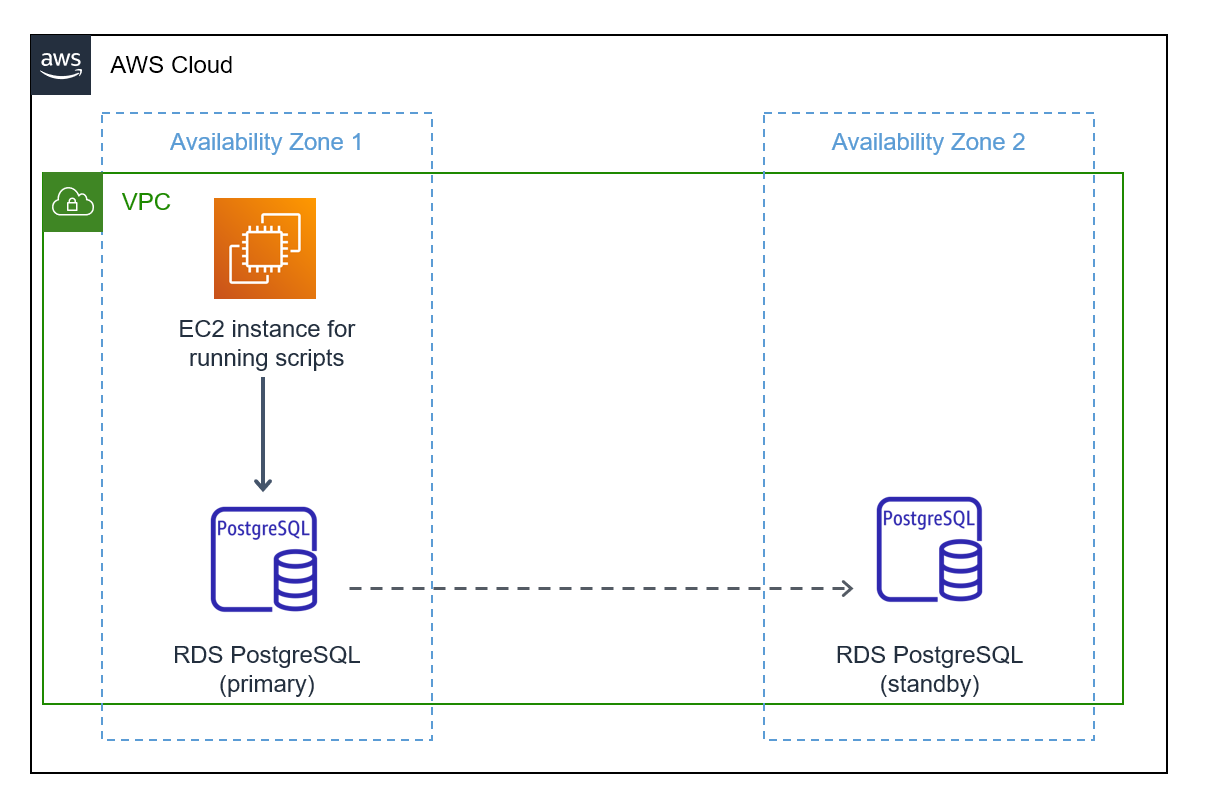 aws
AWS Cloud
Availability Zone 1
Availability Zone 2
VPC
EC2 instance for
running scripts
PostgreSQL
PostgreSQL
RDS PostgreSQL
(primary)
RDS PostgreSQL
(standby)